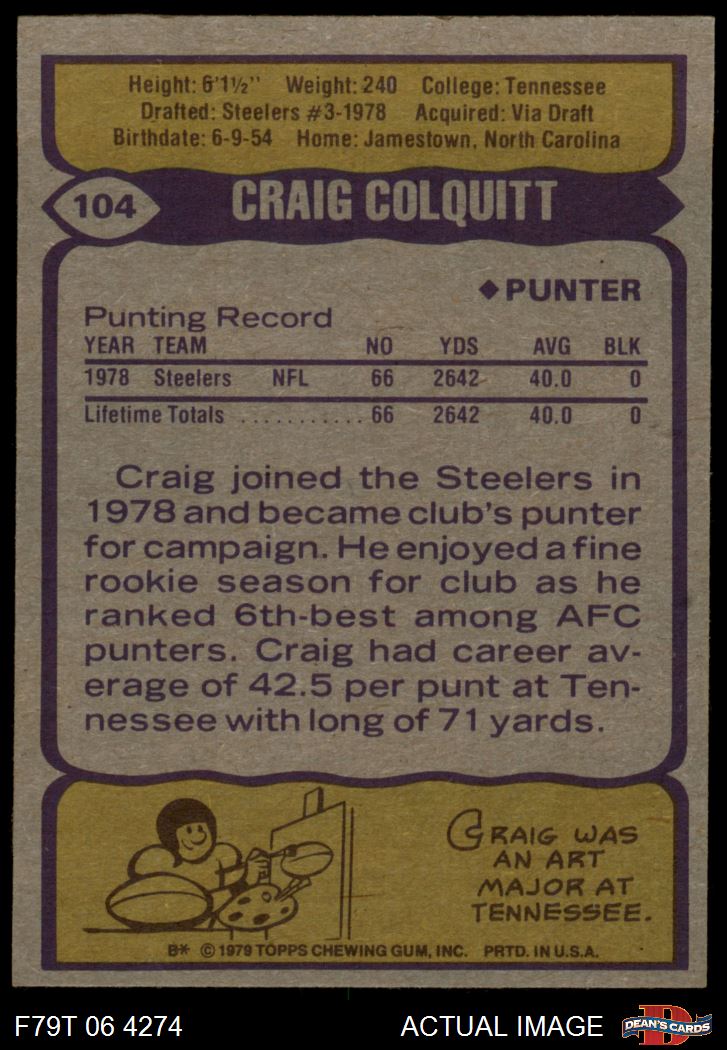 Height: 6'1½'' Weight: 240 College: Tennessee
Drafted: Steelers #3-1978 Acquired: Via Draft
Birthdate: 6-9-54 Home: Jamestown, North Carolina
104 CRAIG COLQUITT
◆PUNTER
Punting Record
YEAR TEAM NO YDS AVG BLK
1978 Steelers NFL 66 2642 40.0 0
Lifetime Totals ........... 66 2642 40.0 0
Craig joined the Steelers in
1978 and became club's punter
for campaign. He enjoyed a fine
rookie season for club as he
ranked 6th-best among AFC
punters. Craig had career av-
erage of 42.5 per punt at Ten-
nessee with long of 71 yards.
CRAIG WAS
AN ART
MAJOR AT
TENNESSEE.
B* © 1979 TOPPS CHEWING GUM, INC. PRTD. IN U.S.A.
F79T 06 4274 ACTUAL IMAGE D DEAN'S CARDS